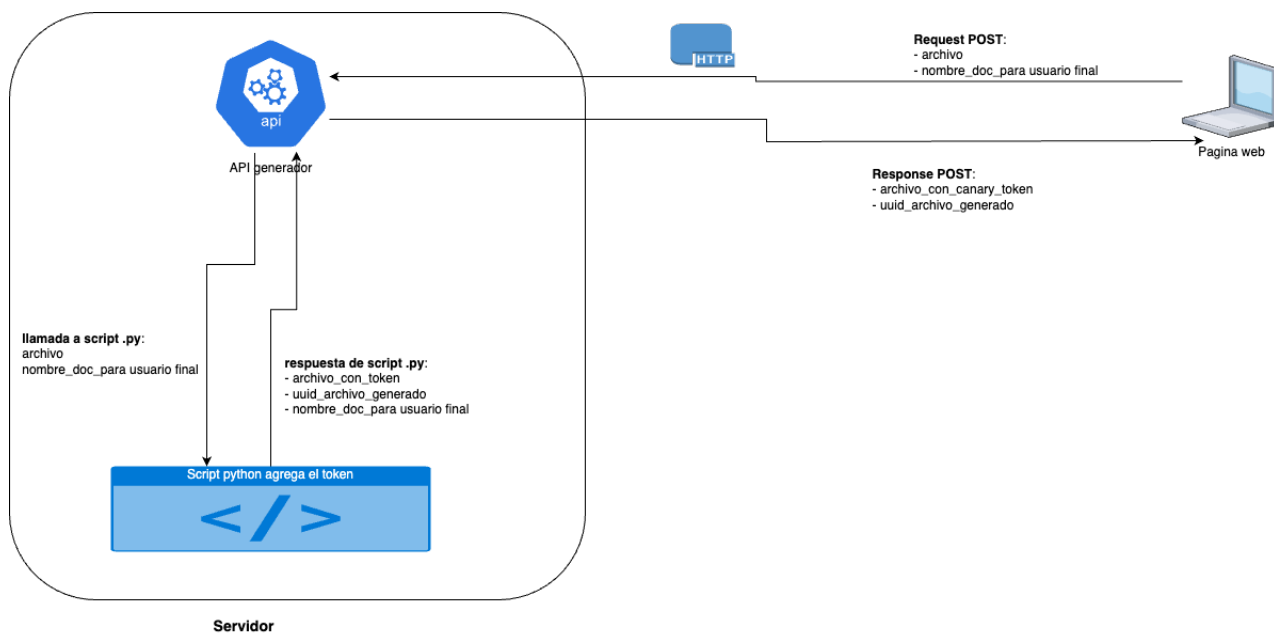 HTTP
Request POST:
- archivo
- nombre_doc_para usuario final
api
API generador
Pagina web
Response POST:
- archivo_con_canary_token
- uuid_archivo_generado
llamada a script .py:
archivo
nombre_doc_para usuario final
respuesta de script .py:
- archivo_con_token
- uuid_archivo_generado
- nombre_doc_para usuario final
Script python agrega el token
</>
Servidor